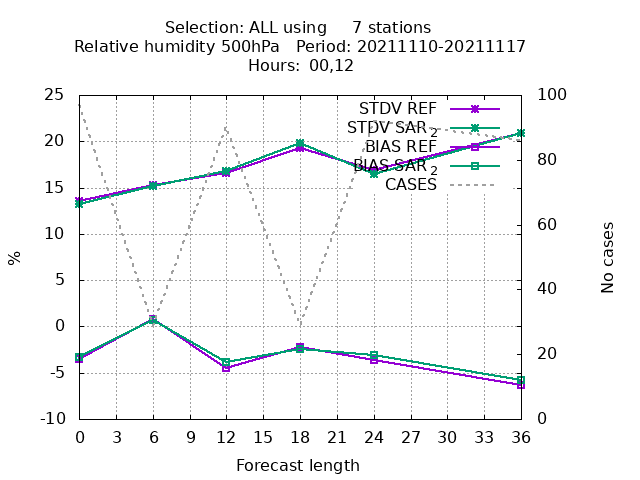 Selection: ALL using     7 stations
Relative humidity 500hPa   Period: 20211110-20211117
Hours: 00,12
25
20
15
10
5
0
-5
-10
%
100
80
60
40
20
0
No cases
STDV REF
STDV SAR 2
BIAS REF
BIAS SAR 2
CASES
0 3 6 9 12 15 18 21 24 27 30 33 36
Forecast length